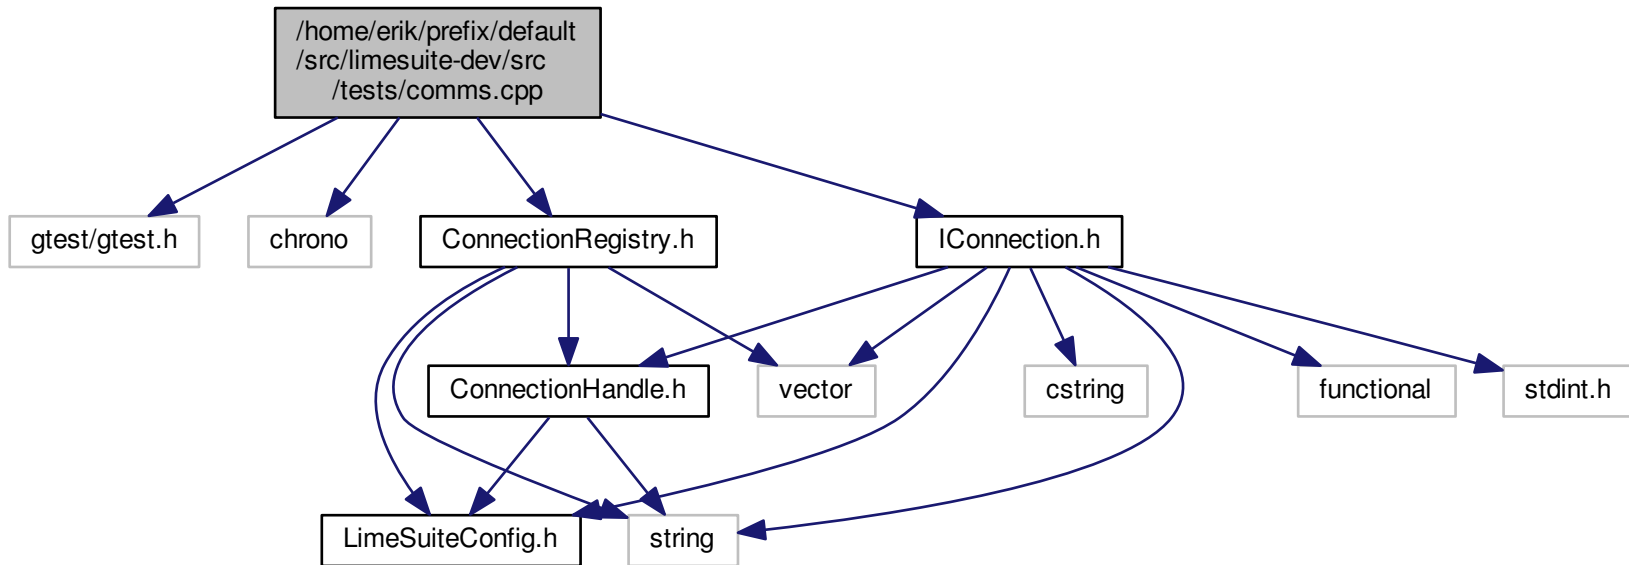 /home/erik/prefix/default
/src/limesuite-dev/src
/tests/comms.cpp
gtest/gtest.h
chrono
ConnectionRegistry.h
IConnection.h
ConnectionHandle.h
vector
cstring
functional
stdint.h
LimeSuiteConfig.h
string